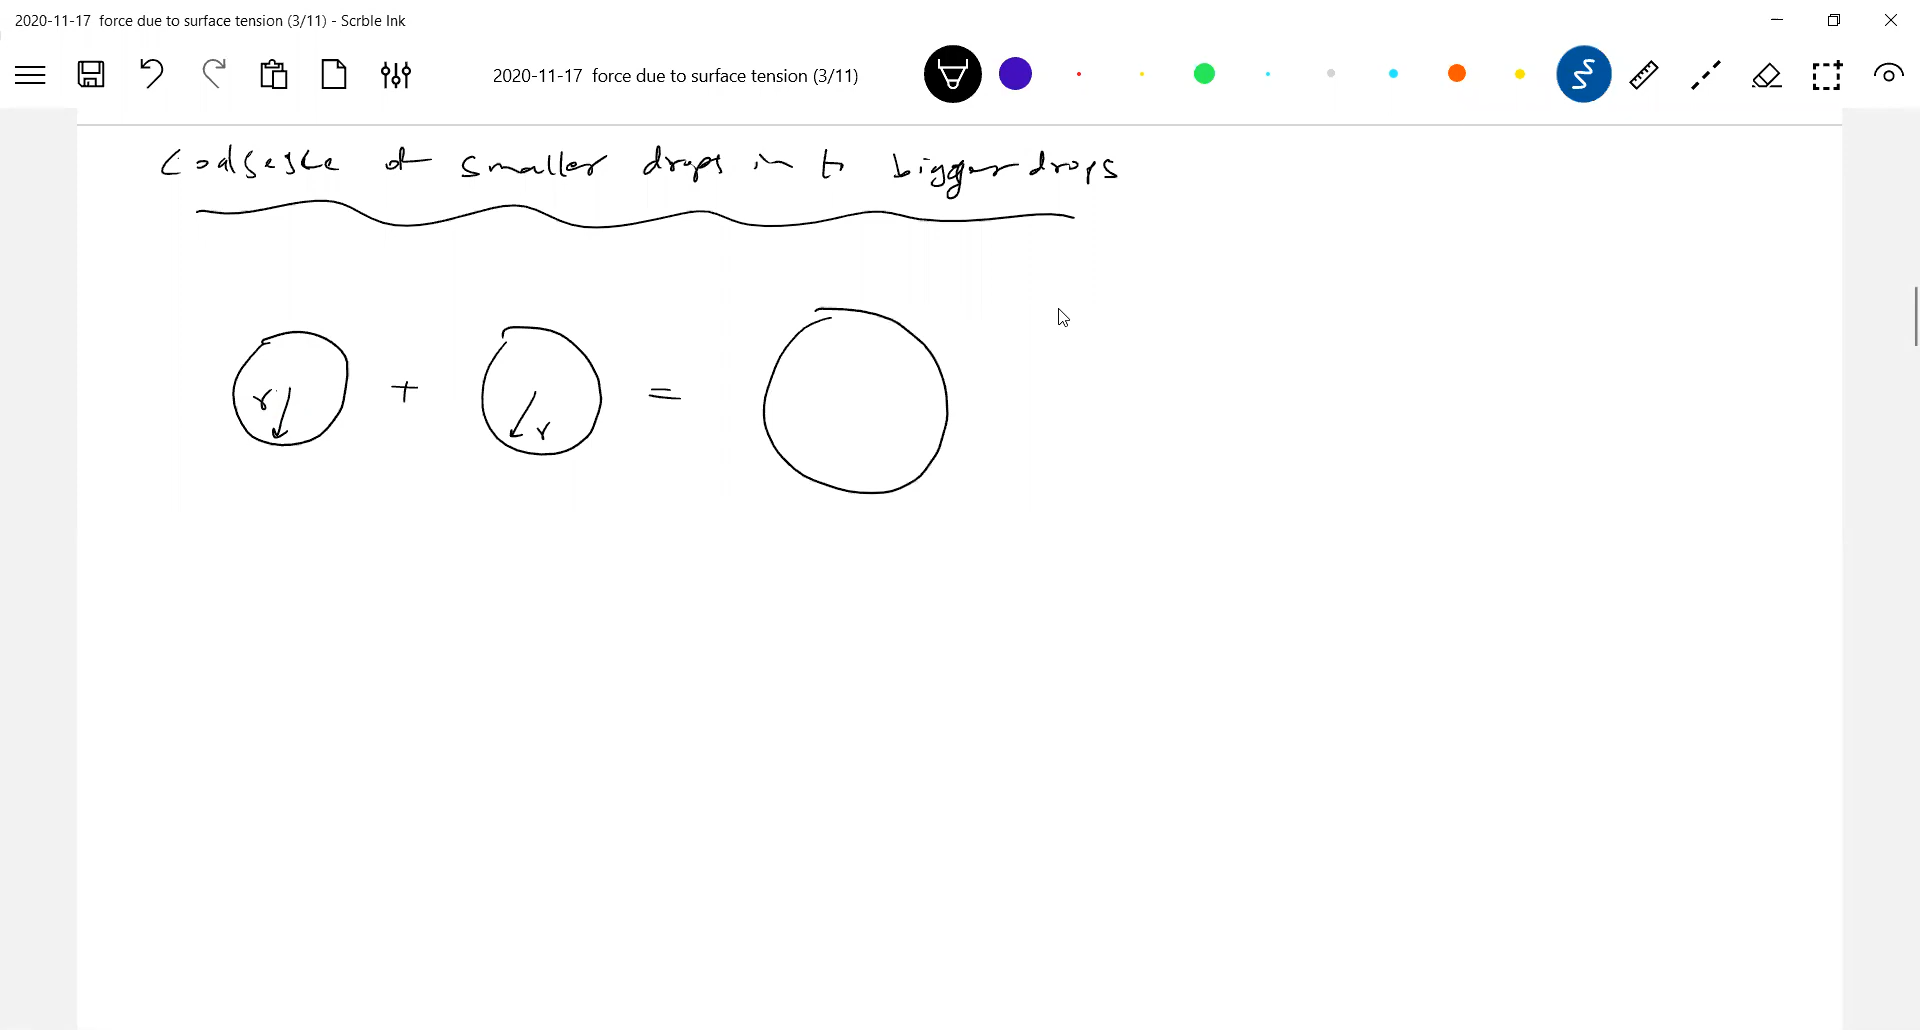 2020-11-17 force due to surface tension (3/11) - Scrble Ink
2020-11-17 force due to surface tension (3/11)
of smaller drops in to bigger drops
r + r =